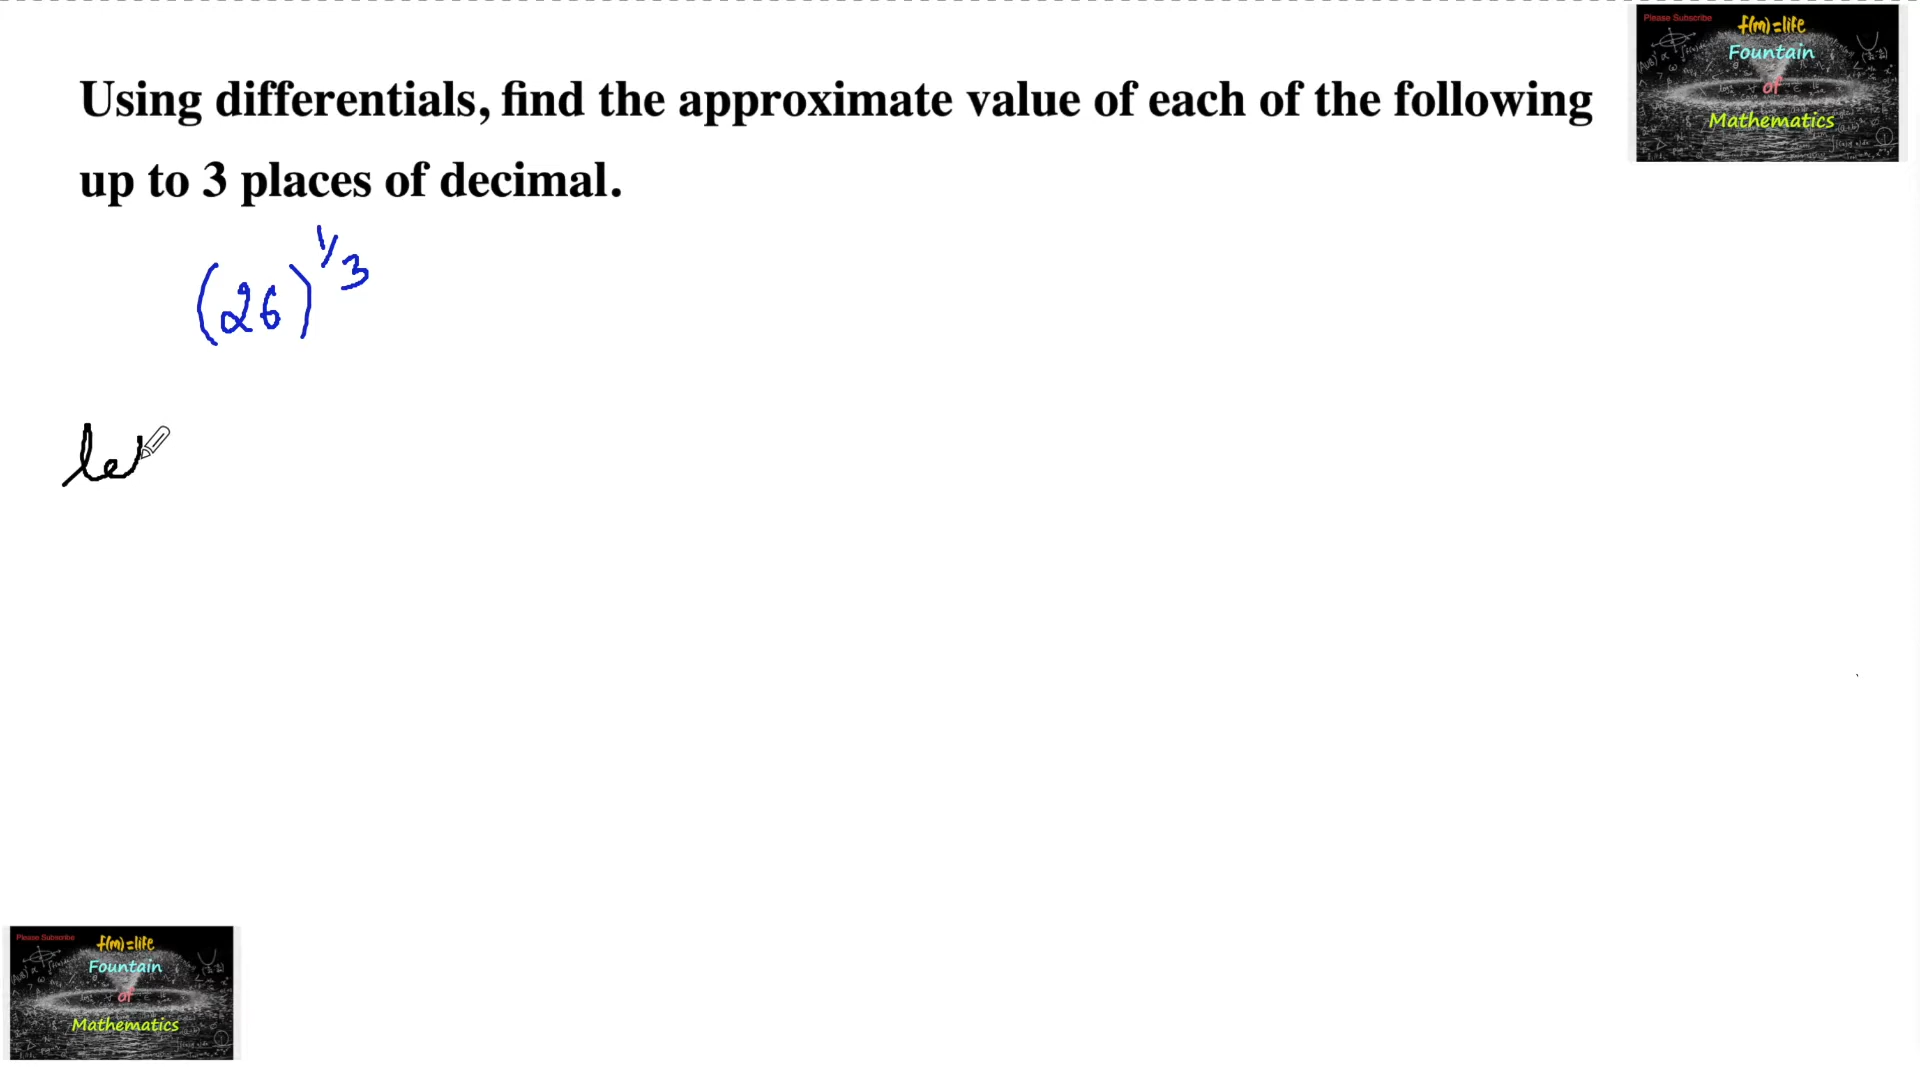 Using differentials, find the approximate value of each of the following
up to 3 places of decimal.
(26)^1/3
let
Please Subscribe
f(m)=life
Fountain
of
Mathematics
Please Subscribe
f(m)=life
Fountain
of
Mathematics